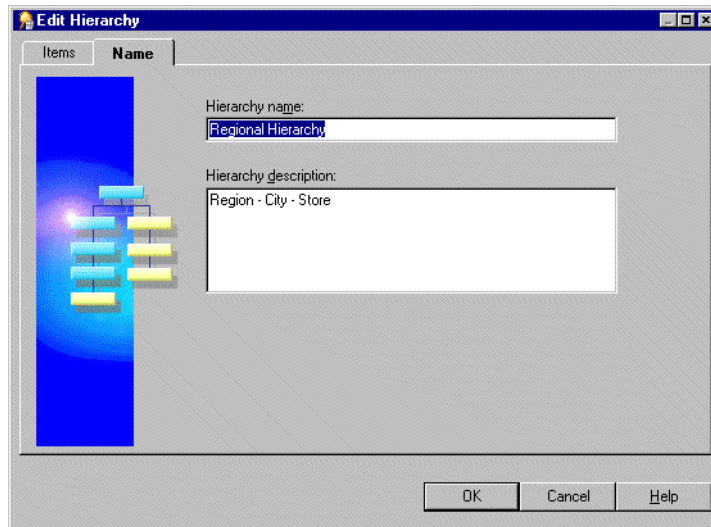 Edit Hierarchy
Items Name
Hierarchy name:
Regional Hierarchy
Hierarchy description:
Region - City - Store
OK Cancel Help